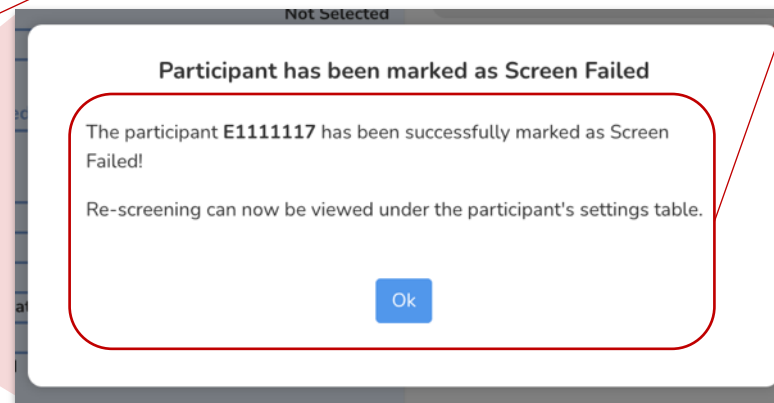 Not Selected
Participant has been marked as Screen Failed
The participant E1111117 has been successfully marked as Screen
Failed!
Re-screening can now be viewed under the participant's settings table.
Ok